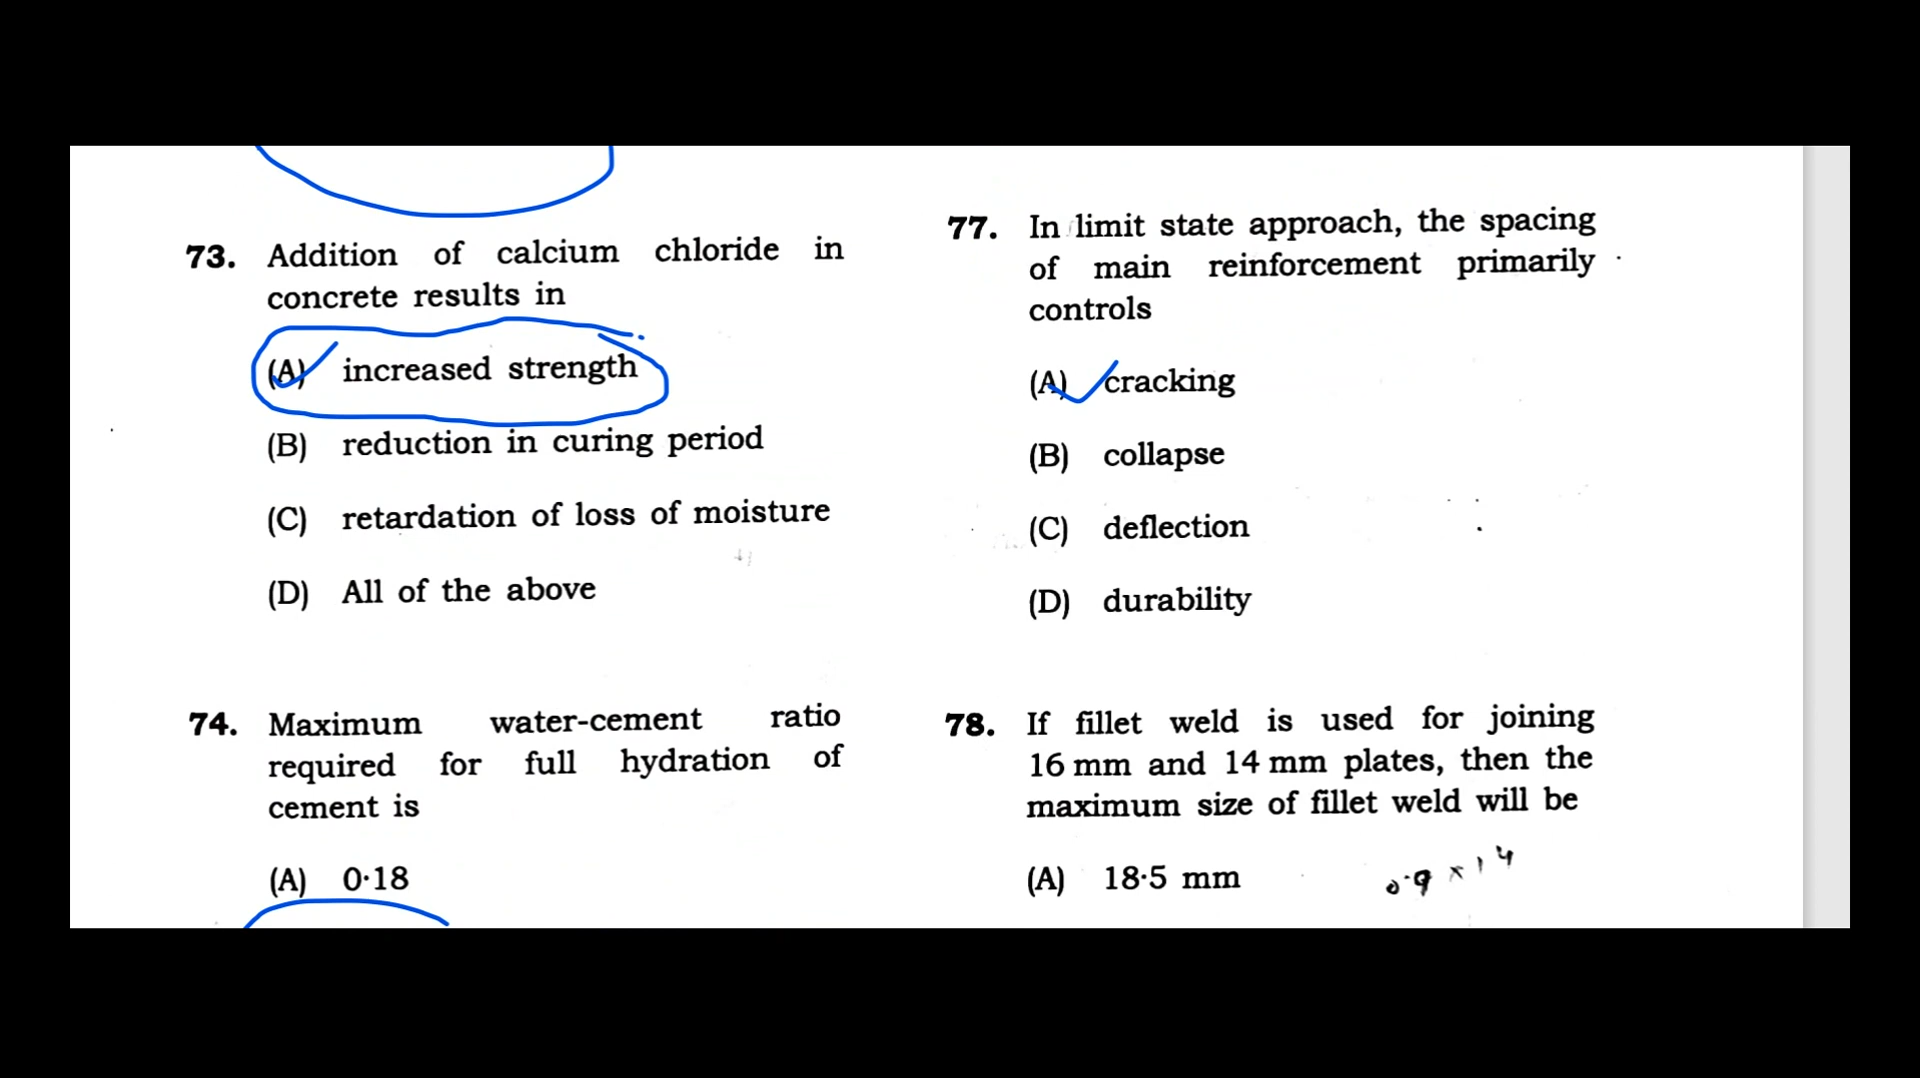 73. Addition of calcium chloride in
concrete results in
(A) increased strength
(B) reduction in curing period
(C) retardation of loss of moisture
(D) All of the above
74. Maximum water-cement ratio
required for full hydration of
cement is
(A) 0·18
77. In limit state approach, the spacing
of main reinforcement primarily
controls
(A) cracking
(B) collapse
(C) deflection
(D) durability
78. If fillet weld is used for joining
16 mm and 14 mm plates, then the
maximum size of fillet weld will be
(A) 18·5 mm
0·9 × 14